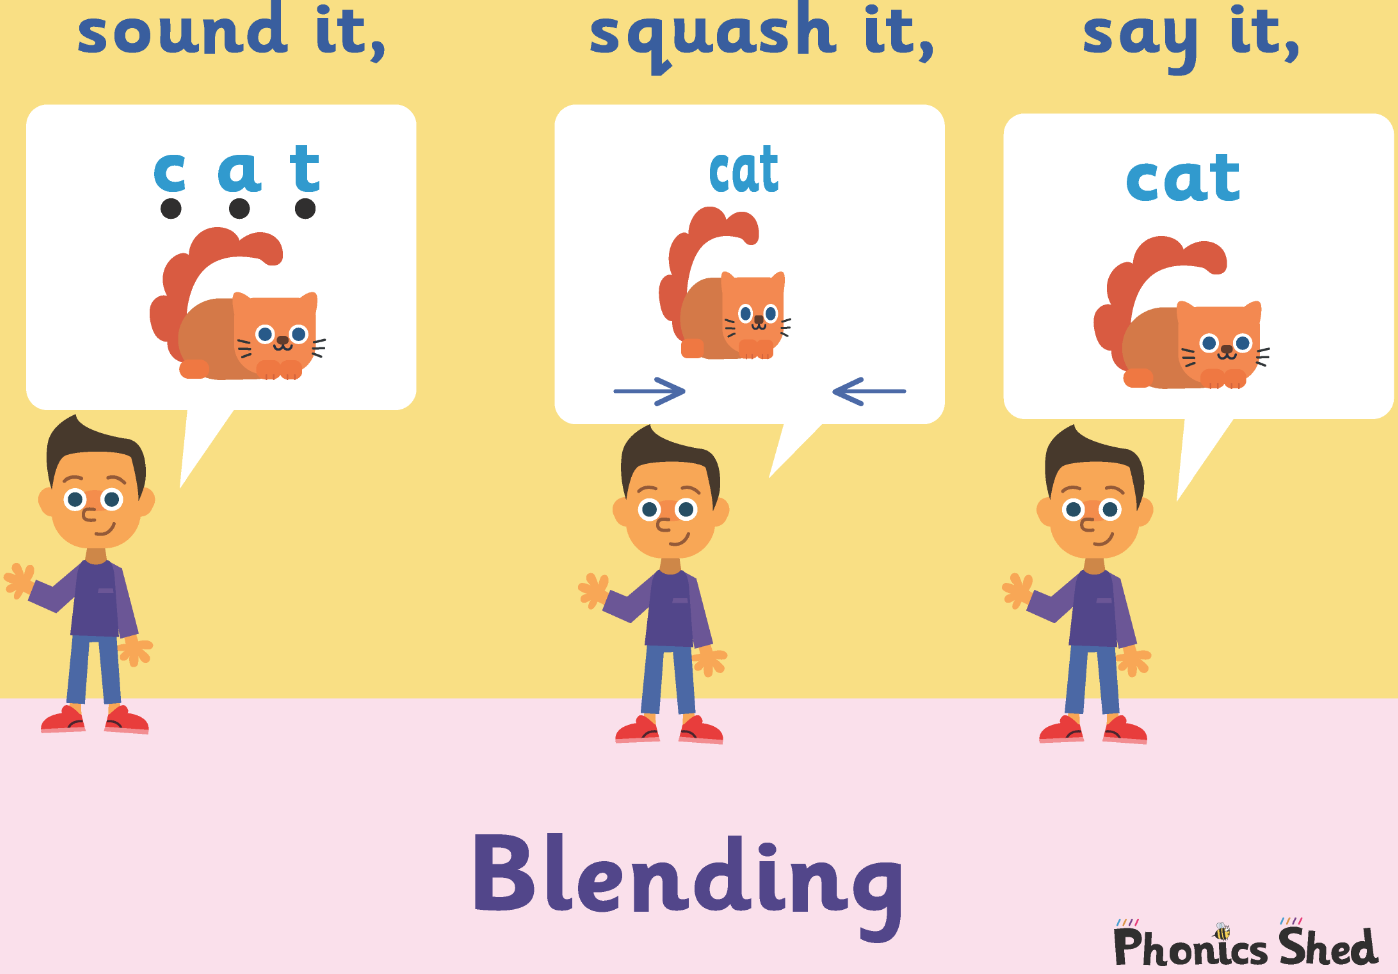 sound it,
squash it,
say it,
c a t
cat
cat
Blending
Phonics Shed